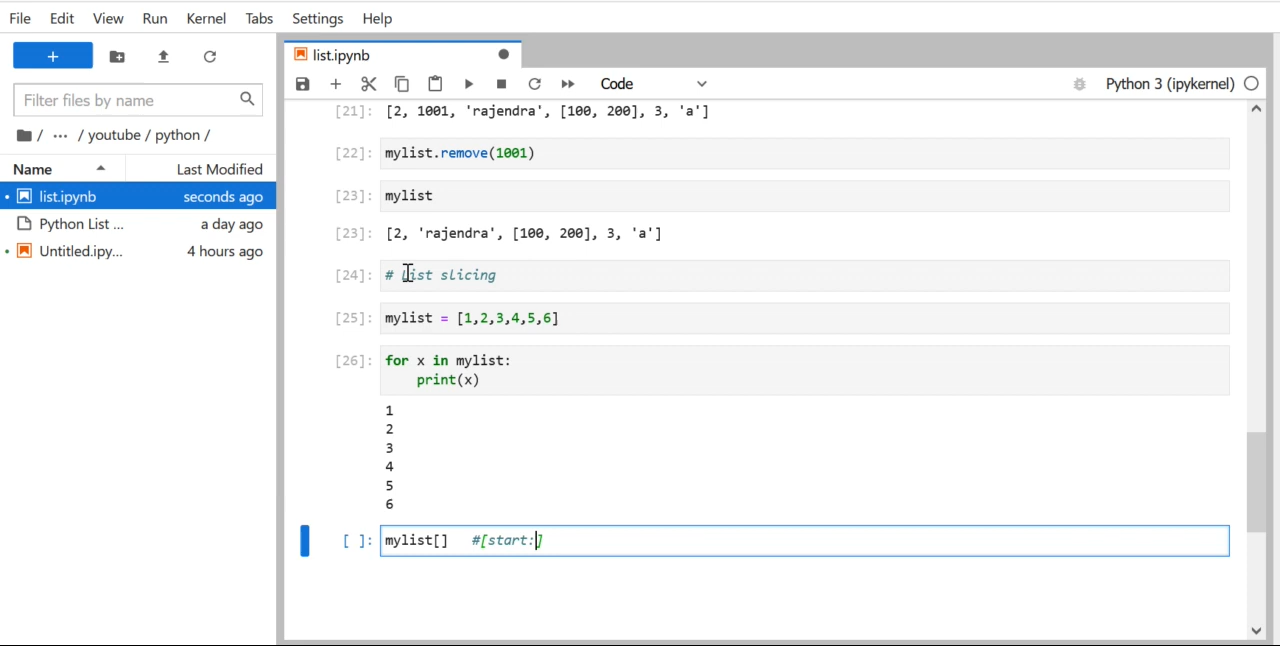 File Edit View Run Kernel Tabs Settings Help
+
Filter files by name
/ ··· / youtube / python /
Name Last Modified
list.ipynb seconds ago
Python List ... a day ago
Untitled.ipy... 4 hours ago
list.ipynb
Code Python 3 (ipykernel)
[21]: [2, 1001, 'rajendra', [100, 200], 3, 'a']
[22]: mylist.remove(1001)
[23]: mylist
[23]: [2, 'rajendra', [100, 200], 3, 'a']
[24]: # List slicing
[25]: mylist = [1,2,3,4,5,6]
[26]: for x in mylist:
print(x)
1
2
3
4
5
6
[ ]: mylist[] #[start:]